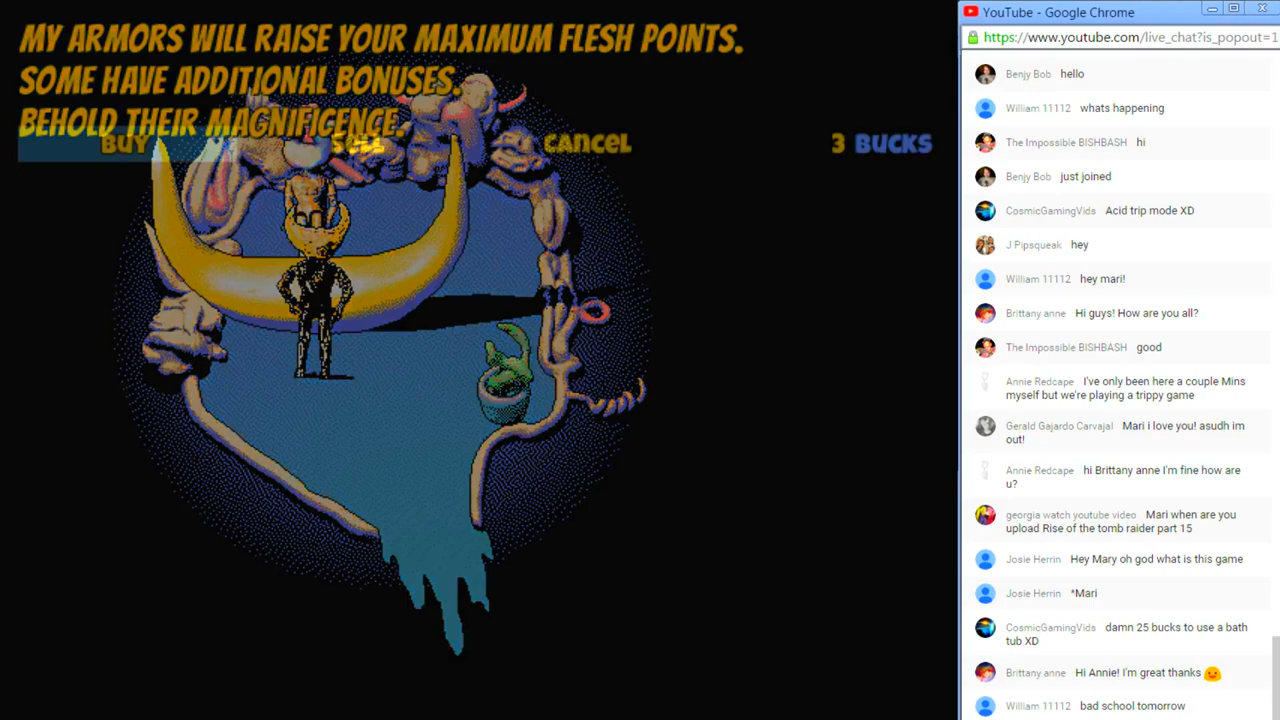 MY ARMORS WILL RAISE YOUR MAXIMUM FLESH POINTS.
SOME HAVE ADDITIONAL BONUSES.
BEHOLD THEIR MAGNIFICENCE.
BUY SELL CANCEL 3 BUCKS
YouTube - Google Chrome
https://www.youtube.com/live_chat?is_popout=1
Benjy Bob hello
William 11112 whats happening
The Impossible BISHBASH hi
Benjy Bob just joined
CosmicGamingVids Acid trip mode XD
J Pipsqueak hey
William 11112 hey mari!
Brittany anne Hi guys! How are you all?
The Impossible BISHBASH good
Annie Redcape I've only been here a couple Mins
myself but we're playing a trippy game
Gerald Gajardo Carvajal Mari i love you! asudh im
out!
Annie Redcape hi Brittany anne I'm fine how are
u?
georgia watch youtube video Mari when are you
upload Rise of the tomb raider part 15
Josie Herrin Hey Mary oh god what is this game
Josie Herrin *Mari
CosmicGamingVids damn 25 bucks to use a bath
tub XD
Brittany anne Hi Annie! I'm great thanks
William 11112 bad school tomorrow